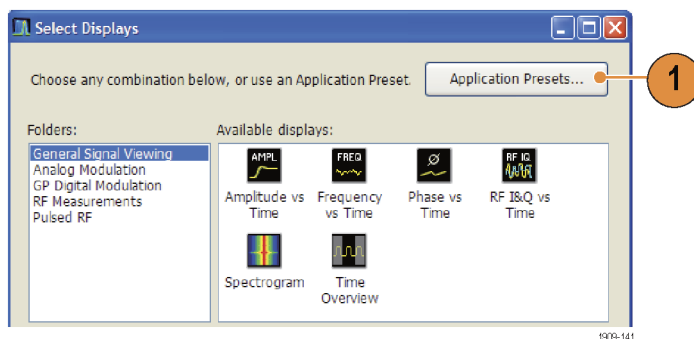 Select Displays
Choose any combination below, or use an Application Preset.
Application Presets...
1
Folders:
General Signal Viewing
Analog Modulation
GP Digital Modulation
RF Measurements
Pulsed RF
Available displays:
AMPL
Amplitude vs
Time
FREQ
Frequency
vs Time
Ø
Phase vs
Time
RF IQ
RF I&Q vs
Time
Spectrogram
Time
Overview
1909-141